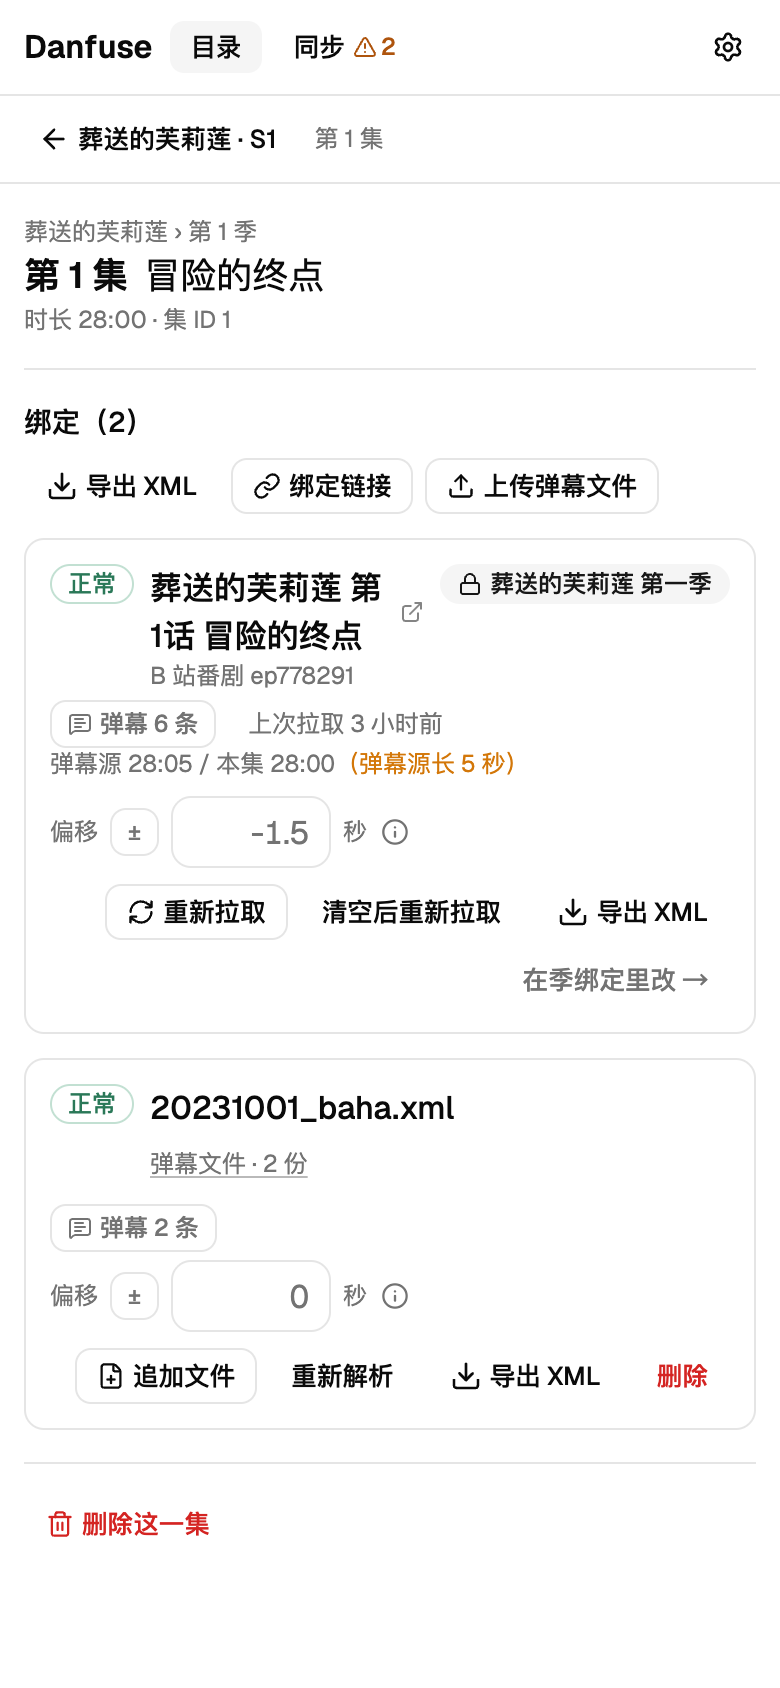 Danfuse 目录 同步 2
葬送的芙莉莲 · S1 第 1 集
葬送的芙莉莲 › 第 1 季
第 1 集 冒险的终点
时长 28:00 · 集 ID 1
绑定（2）
导出 XML 绑定链接 上传弹幕文件
正常 葬送的芙莉莲 第
1话 冒险的终点
葬送的芙莉莲 第一季
B 站番剧 ep778291
弹幕 6 条 上次拉取 3 小时前
弹幕源 28:05 / 本集 28:00（弹幕源长 5 秒）
偏移 ± -1.5 秒
重新拉取 清空后重新拉取 导出 XML
在季绑定里改 →
正常 20231001_baha.xml
弹幕文件 · 2 份
弹幕 2 条
偏移 ± 0 秒
追加文件 重新解析 导出 XML 删除
删除这一集